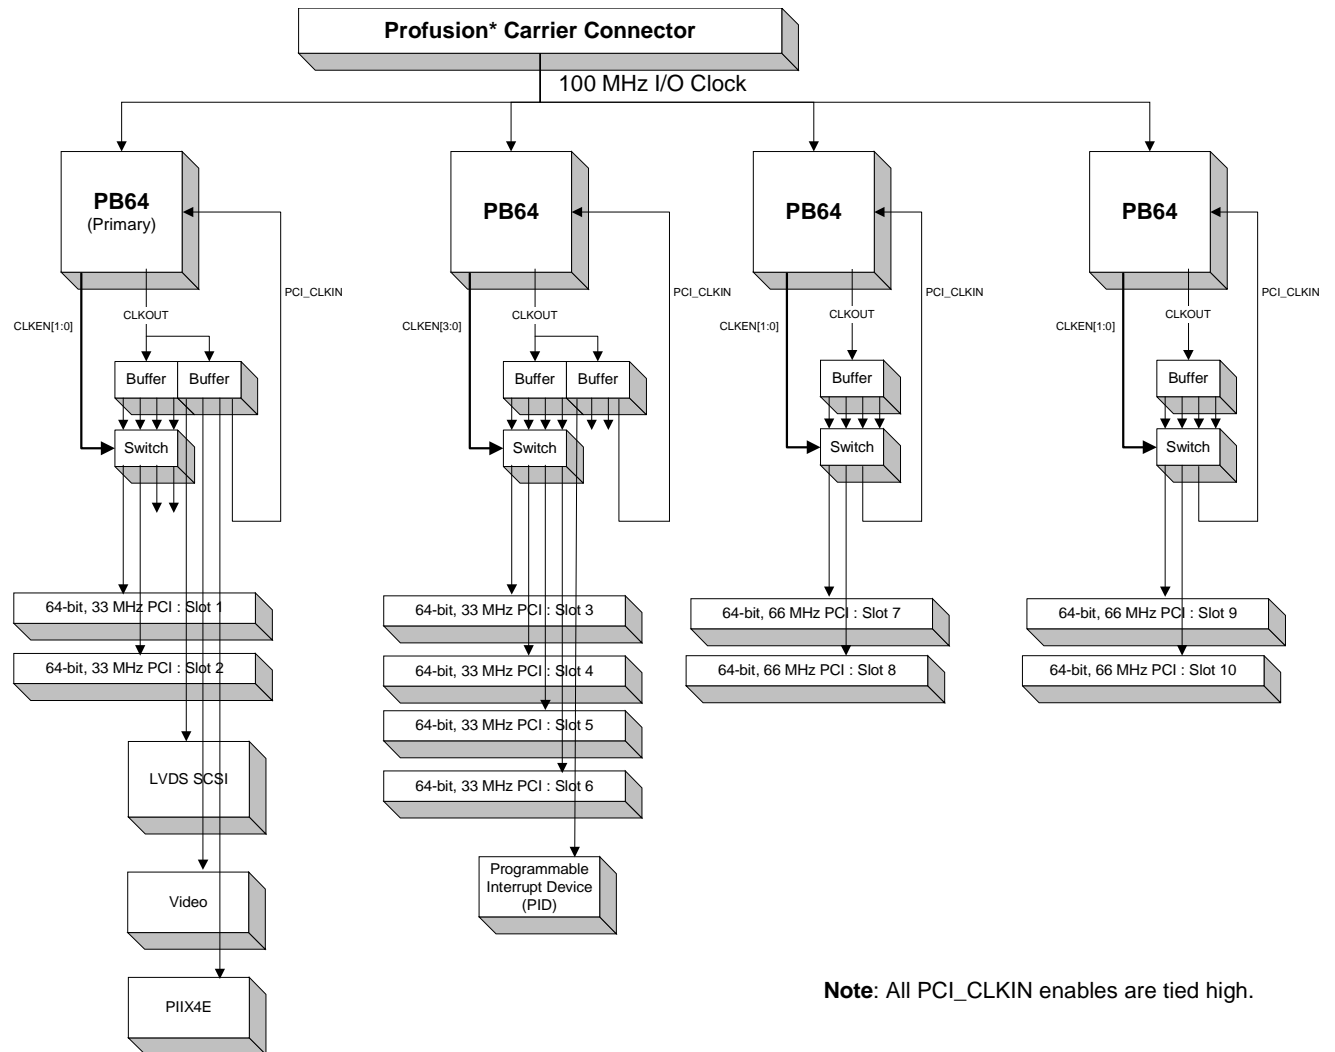 Profusion* Carrier Connector
100 MHz I/O Clock
PB64
(Primary)
PB64
PB64
PB64
PCI_CLKIN
PCI_CLKIN
PCI_CLKIN
PCI_CLKIN
CLKOUT
CLKOUT
CLKOUT
CLKOUT
CLKEN[1:0]
CLKEN[3:0]
CLKEN[1:0]
CLKEN[1:0]
Buffer
Buffer
Buffer
Buffer
Buffer
Buffer
Switch
Switch
Switch
Switch
64-bit, 33 MHz PCI : Slot 1
64-bit, 33 MHz PCI : Slot 3
64-bit, 66 MHz PCI : Slot 7
64-bit, 66 MHz PCI : Slot 9
64-bit, 33 MHz PCI : Slot 2
64-bit, 33 MHz PCI : Slot 4
64-bit, 66 MHz PCI : Slot 8
64-bit, 66 MHz PCI : Slot 10
64-bit, 33 MHz PCI : Slot 5
LVDS SCSI
64-bit, 33 MHz PCI : Slot 6
Programmable
Interrupt Device
(PID)
Video
PIIX4E
Note: All PCI_CLKIN enables are tied high.